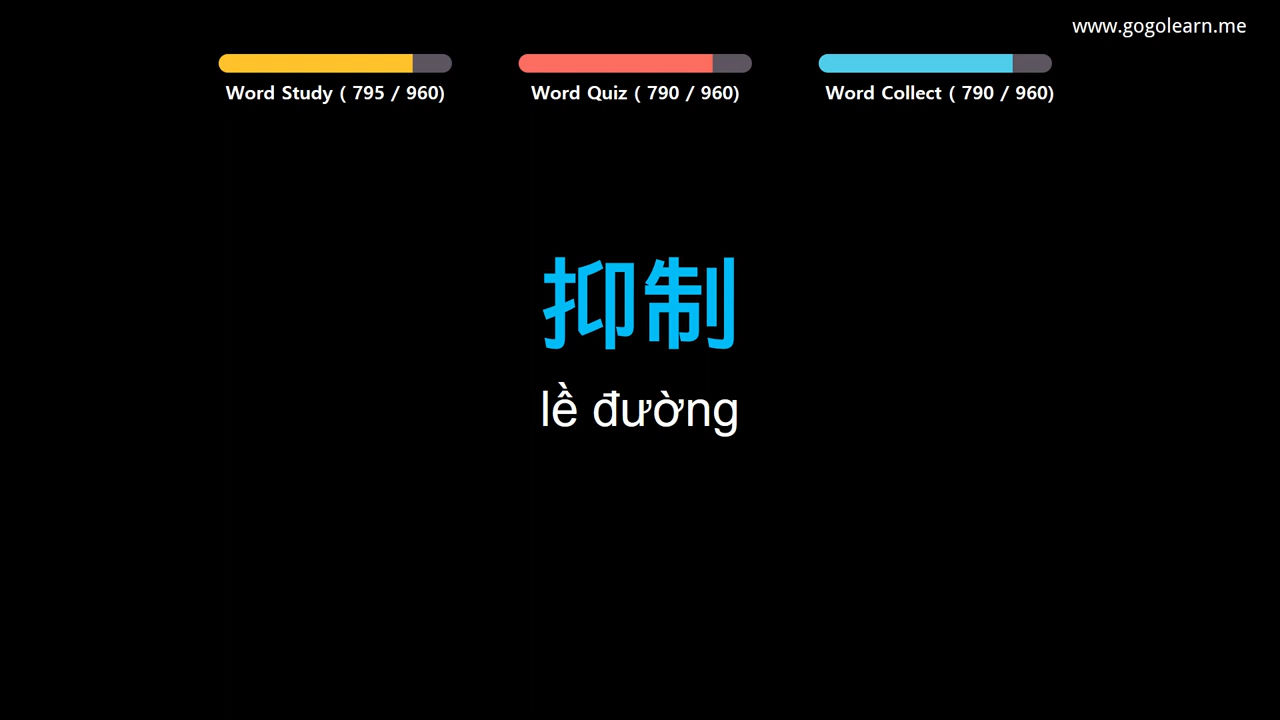 www.gogolearn.me
Word Study ( 795 / 960)
Word Quiz ( 790 / 960)
Word Collect ( 790 / 960)
抑制
lề đường